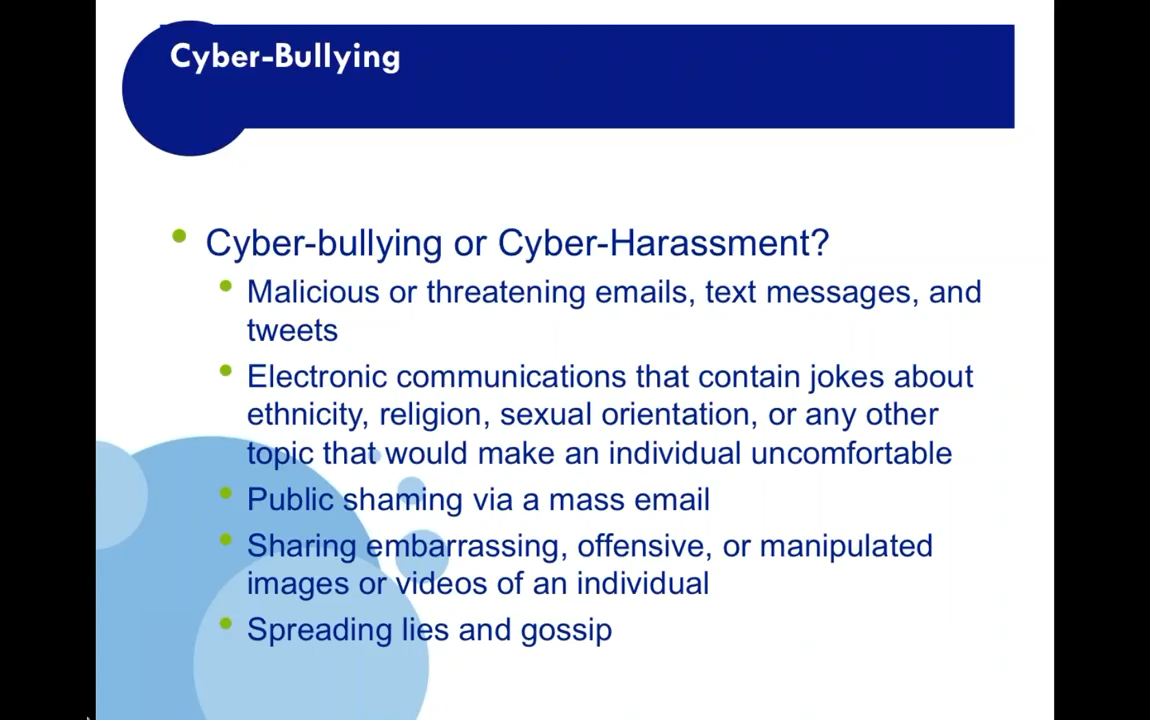 Cyber-Bullying
Cyber-bullying or Cyber-Harassment?
Malicious or threatening emails, text messages, and
tweets
Electronic communications that contain jokes about
ethnicity, religion, sexual orientation, or any other
topic that would make an individual uncomfortable
Public shaming via a mass email
Sharing embarrassing, offensive, or manipulated
images or videos of an individual
Spreading lies and gossip